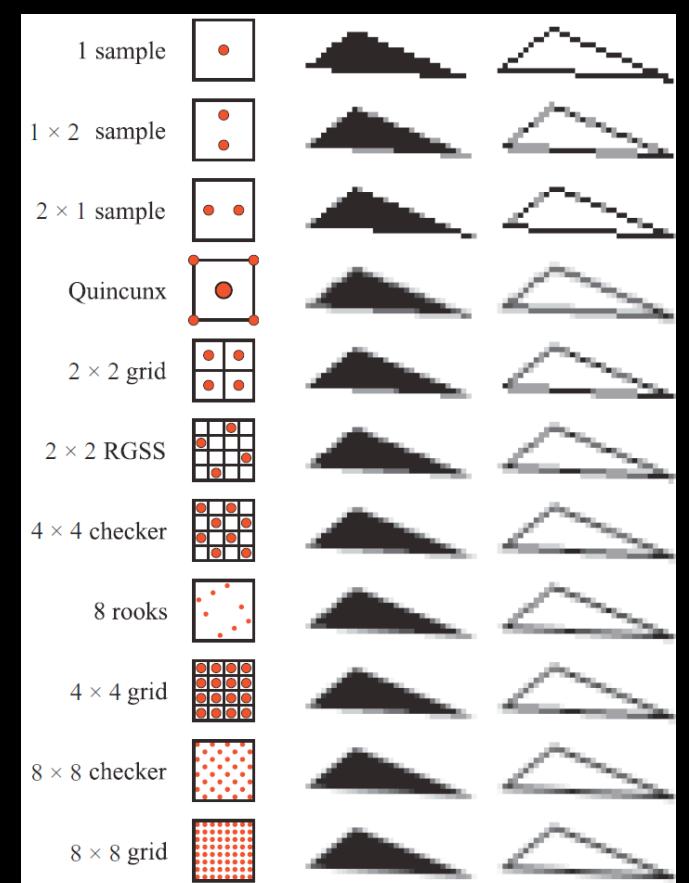 1 sample
1 × 2 sample
2 × 1 sample
Quincunx
2 × 2 grid
2 × 2 RGSS
4 × 4 checker
8 rooks
4 × 4 grid
8 × 8 checker
8 × 8 grid